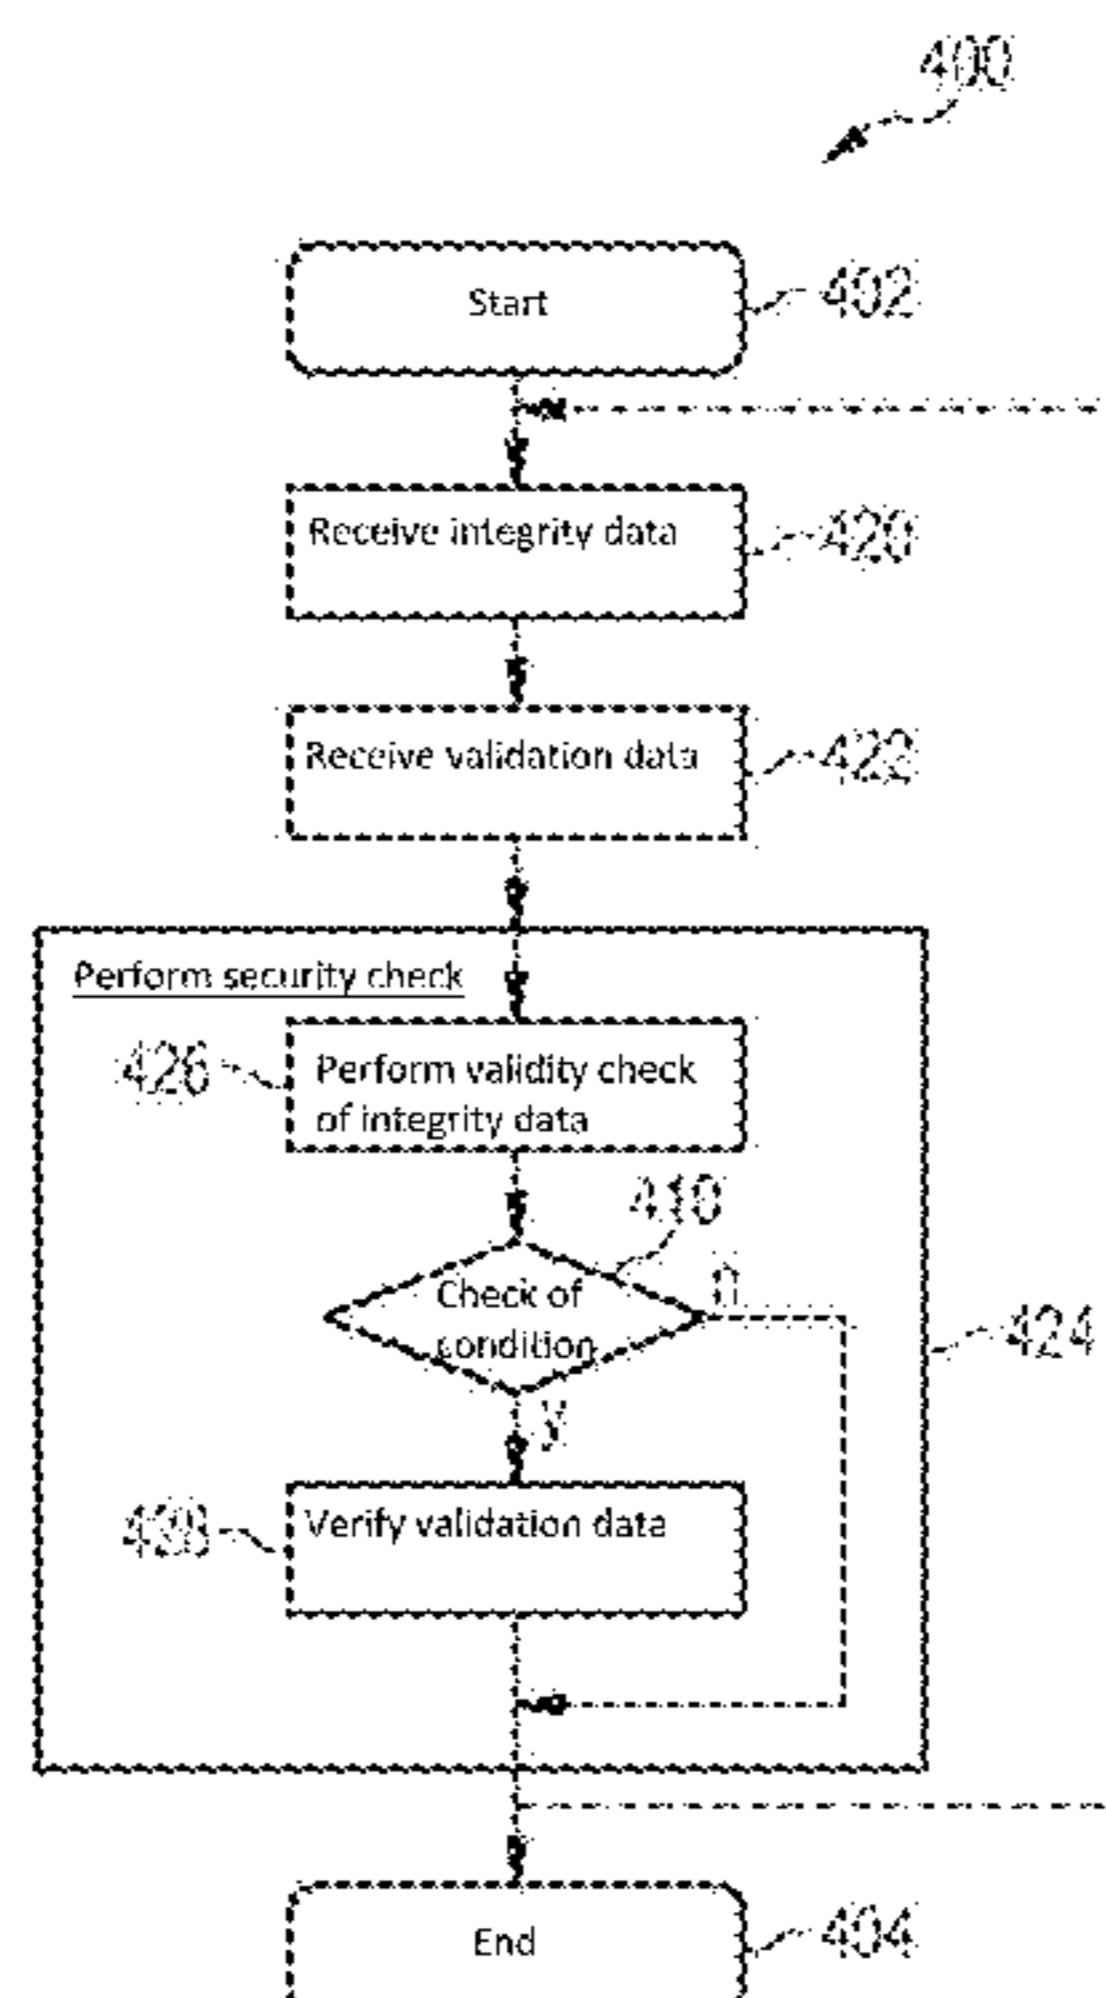 400
Start
402
Receive integrity data
420
Receive validation data
422
Perform security check
426
Perform validity check
of integrity data
410
Check of
condition
n
424
y
Verify validation data
End
404